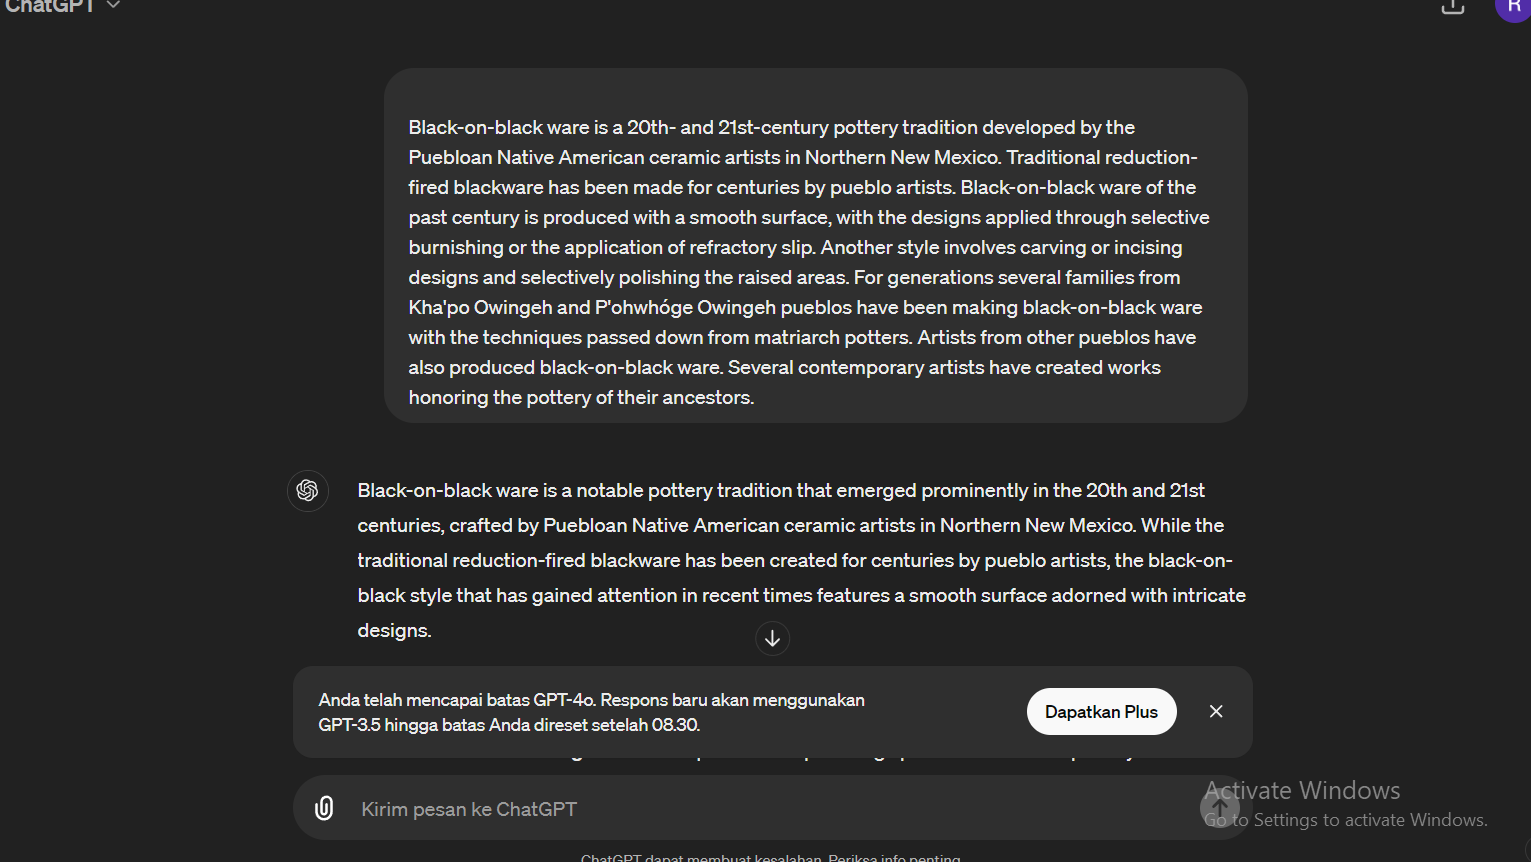 ChatGPT
R
Black-on-black ware is a 20th- and 21st-century pottery tradition developed by the
Puebloan Native American ceramic artists in Northern New Mexico. Traditional reduction-
fired blackware has been made for centuries by pueblo artists. Black-on-black ware of the
past century is produced with a smooth surface, with the designs applied through selective
burnishing or the application of refractory slip. Another style involves carving or incising
designs and selectively polishing the raised areas. For generations several families from
Kha'po Owingeh and P'ohwhóge Owingeh pueblos have been making black-on-black ware
with the techniques passed down from matriarch potters. Artists from other pueblos have
also produced black-on-black ware. Several contemporary artists have created works
honoring the pottery of their ancestors.
Black-on-black ware is a notable pottery tradition that emerged prominently in the 20th and 21st
centuries, crafted by Puebloan Native American ceramic artists in Northern New Mexico. While the
traditional reduction-fired blackware has been created for centuries by pueblo artists, the black-on-
black style that has gained attention in recent times features a smooth surface adorned with intricate
designs.
Anda telah mencapai batas GPT-4o. Respons baru akan menggunakan
GPT-3.5 hingga batas Anda direset setelah 08.30.
Dapatkan Plus
Kirim pesan ke ChatGPT
Activate Windows
Go to Settings to activate Windows.
ChatGPT dapat membuat kesalahan. Periksa info penting.